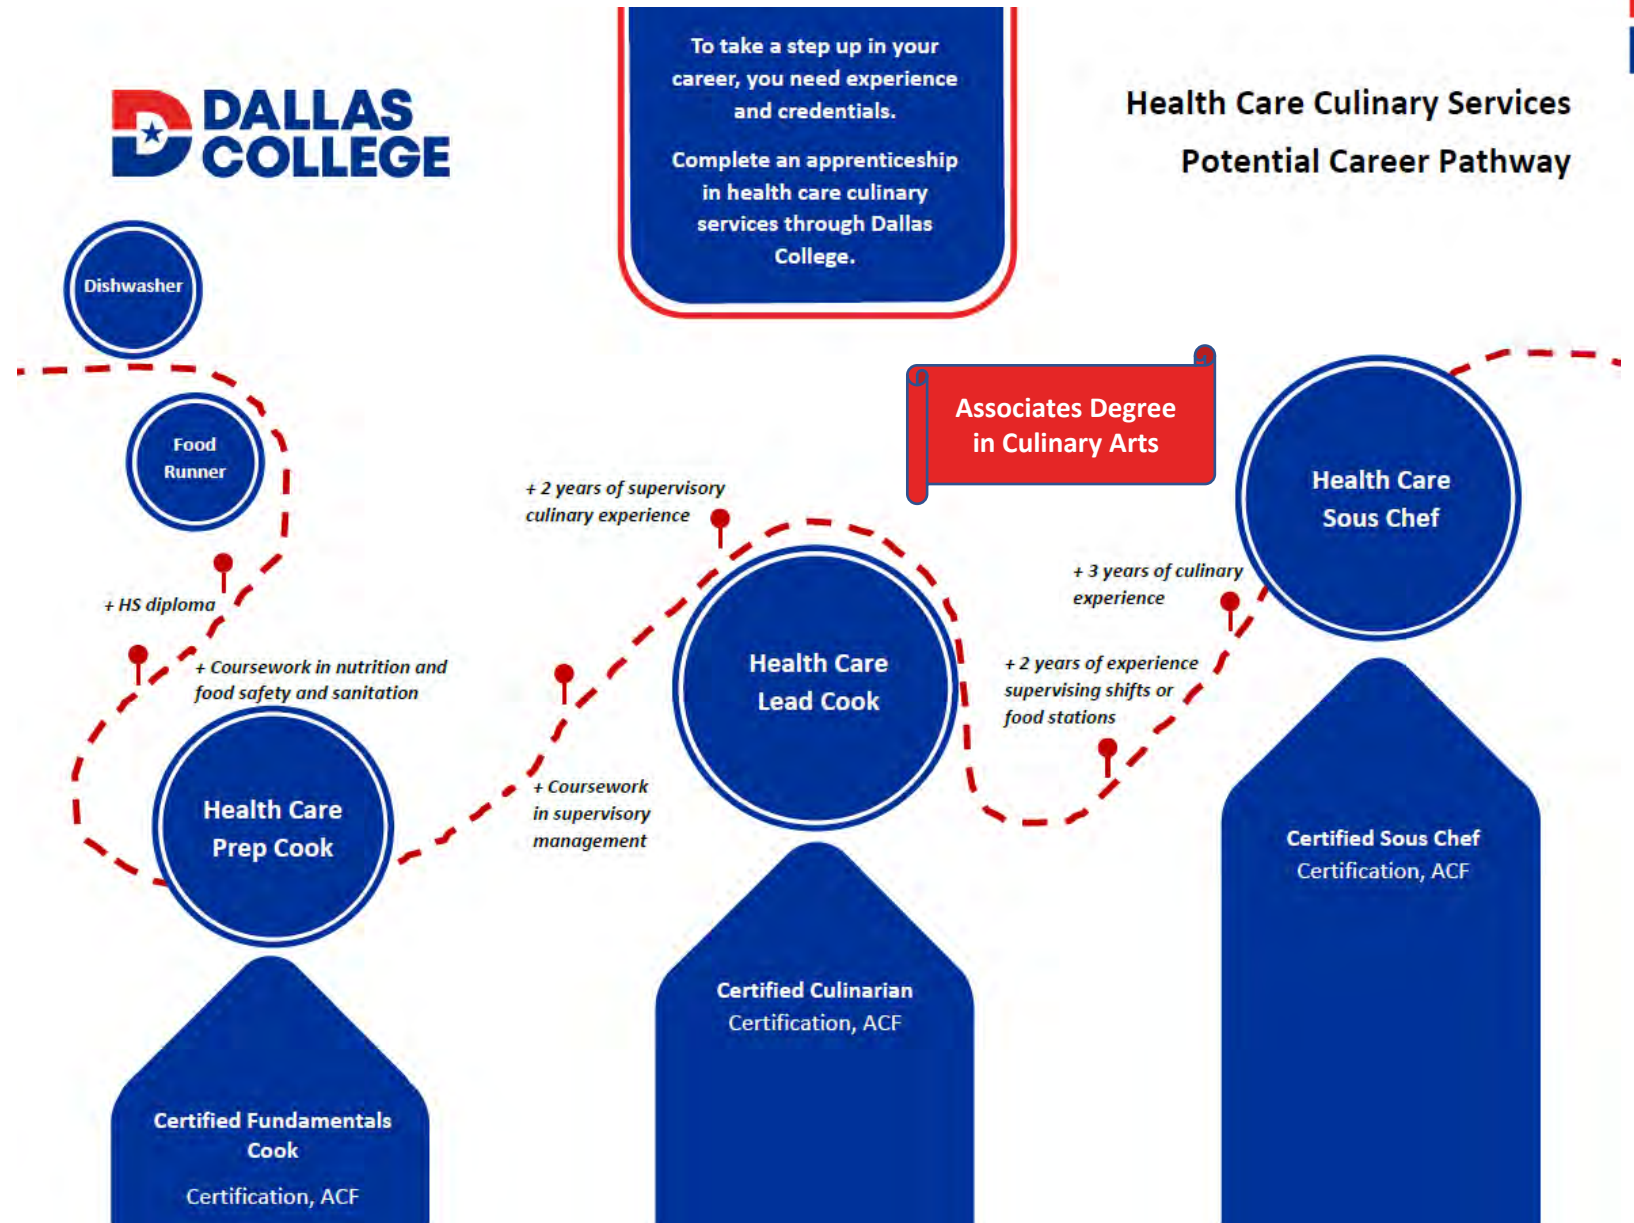 DALLAS
COLLEGE
To take a step up in your
career, you need experience
and credentials.
Complete an apprenticeship
in health care culinary
services through Dallas
College.
Health Care Culinary Services
Potential Career Pathway
Dishwasher
Food
Runner
+ HS diploma
+ Coursework in nutrition and
food safety and sanitation
Health Care
Prep Cook
Certified Fundamentals
Cook
Certification, ACF
+ 2 years of supervisory
culinary experience
+ Coursework
in supervisory
management
Health Care
Lead Cook
Certified Culinarian
Certification, ACF
Associates Degree
in Culinary Arts
+ 3 years of culinary
experience
+ 2 years of experience
supervising shifts or
food stations
Health Care
Sous Chef
Certified Sous Chef
Certification, ACF